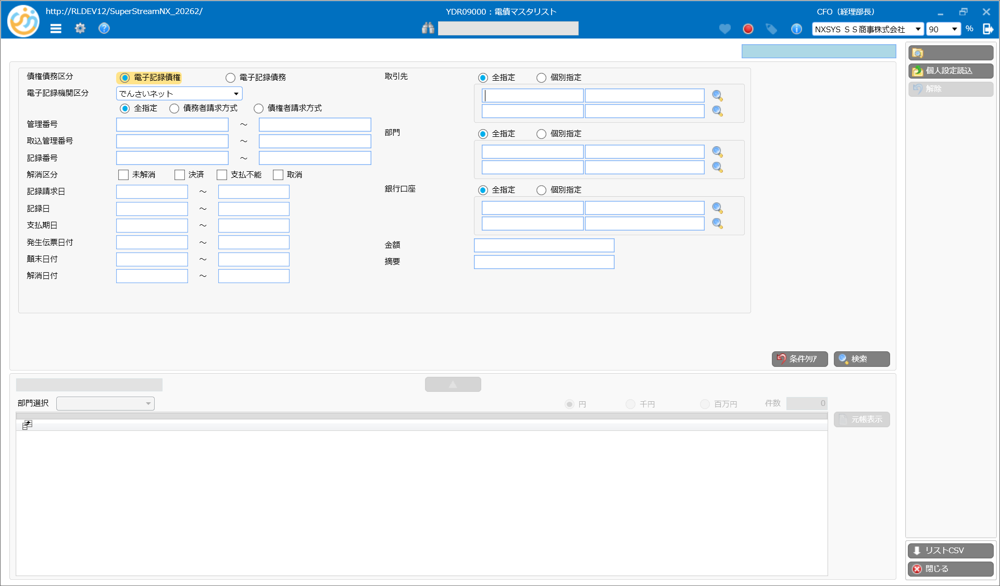 http://RLDEV12/SuperStreamNX_20262/
YDR09000：電債マスタリスト
CFO（経理部長）
NXSYS ＳＳ商事株式会社
90
%
個人設定読込
解除
債権債務区分
電子記録債権
電子記録債務
電子記録機関区分
でんさいネット
全指定
債務者請求方式
債権者請求方式
管理番号
～
取込管理番号
～
記録番号
～
解消区分
未解消
決済
支払不能
取消
記録請求日
～
記録日
～
支払期日
～
発生伝票日付
～
顛末日付
～
解消日付
～
取引先
全指定
個別指定
部門
全指定
個別指定
銀行口座
全指定
個別指定
金額
摘要
条件ｸﾘｱ
検索
部門選択
円
千円
百万円
件数
0
元帳表示
リストCSV
閉じる